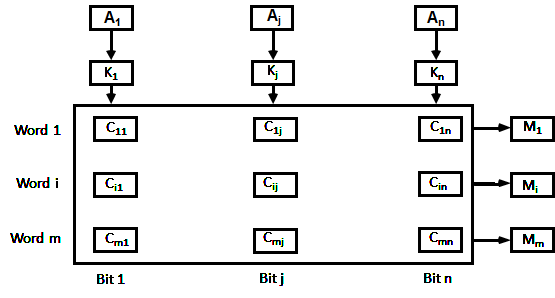 A1 Aj An
K1 Kj Kn
Word 1 C11 C1j C1n M1
Word i Ci1 Cij Cin Mi
Word m Cm1 Cmj Cmn Mm
Bit 1 Bit j Bit n